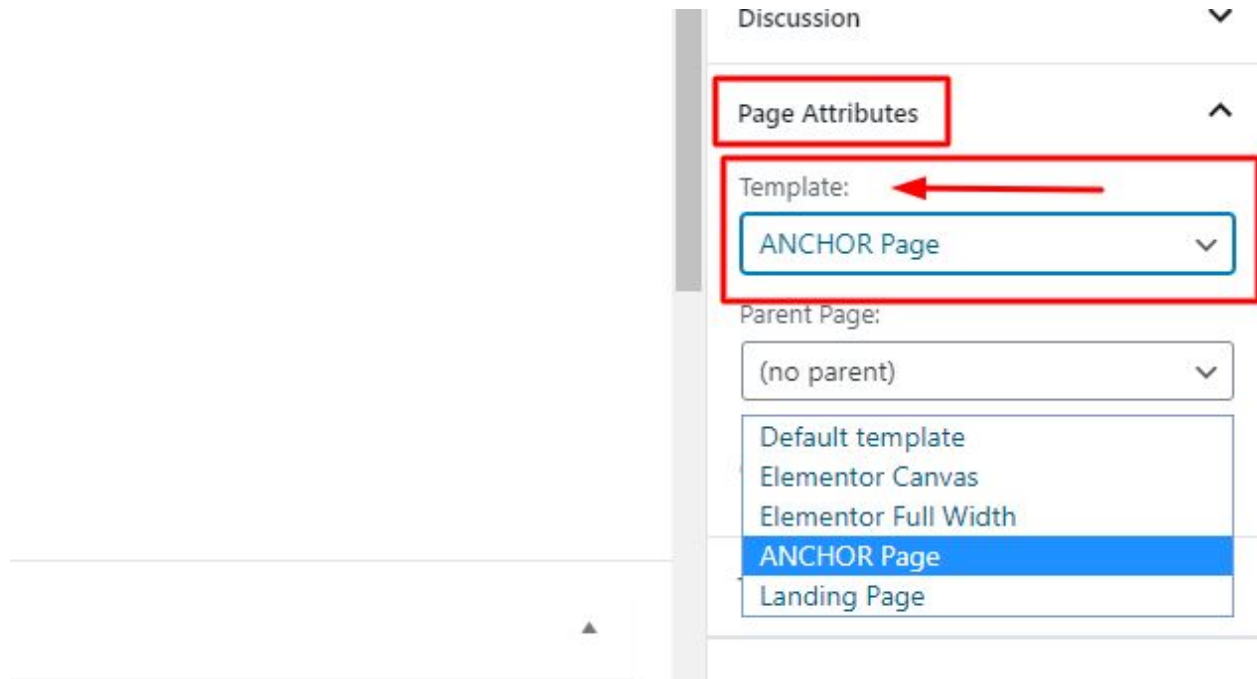 Discussion
Page Attributes
Template:
ANCHOR Page
Parent Page:
(no parent)
Default template
Elementor Canvas
Elementor Full Width
ANCHOR Page
Landing Page